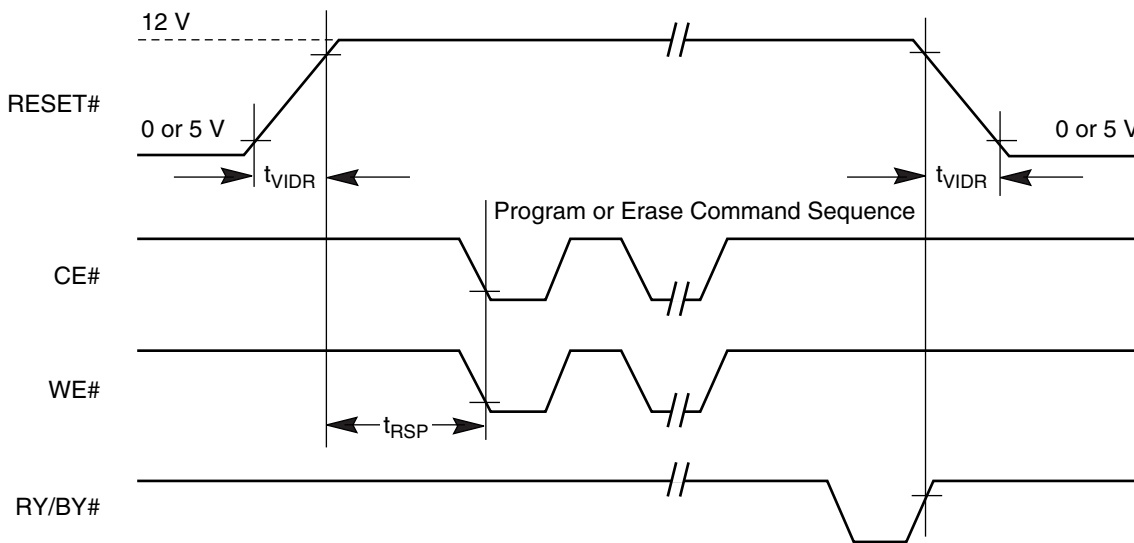 12 V
RESET#
0 or 5 V
0 or 5 V
tVIDR
tVIDR
Program or Erase Command Sequence
CE#
WE#
tRSP
RY/BY#